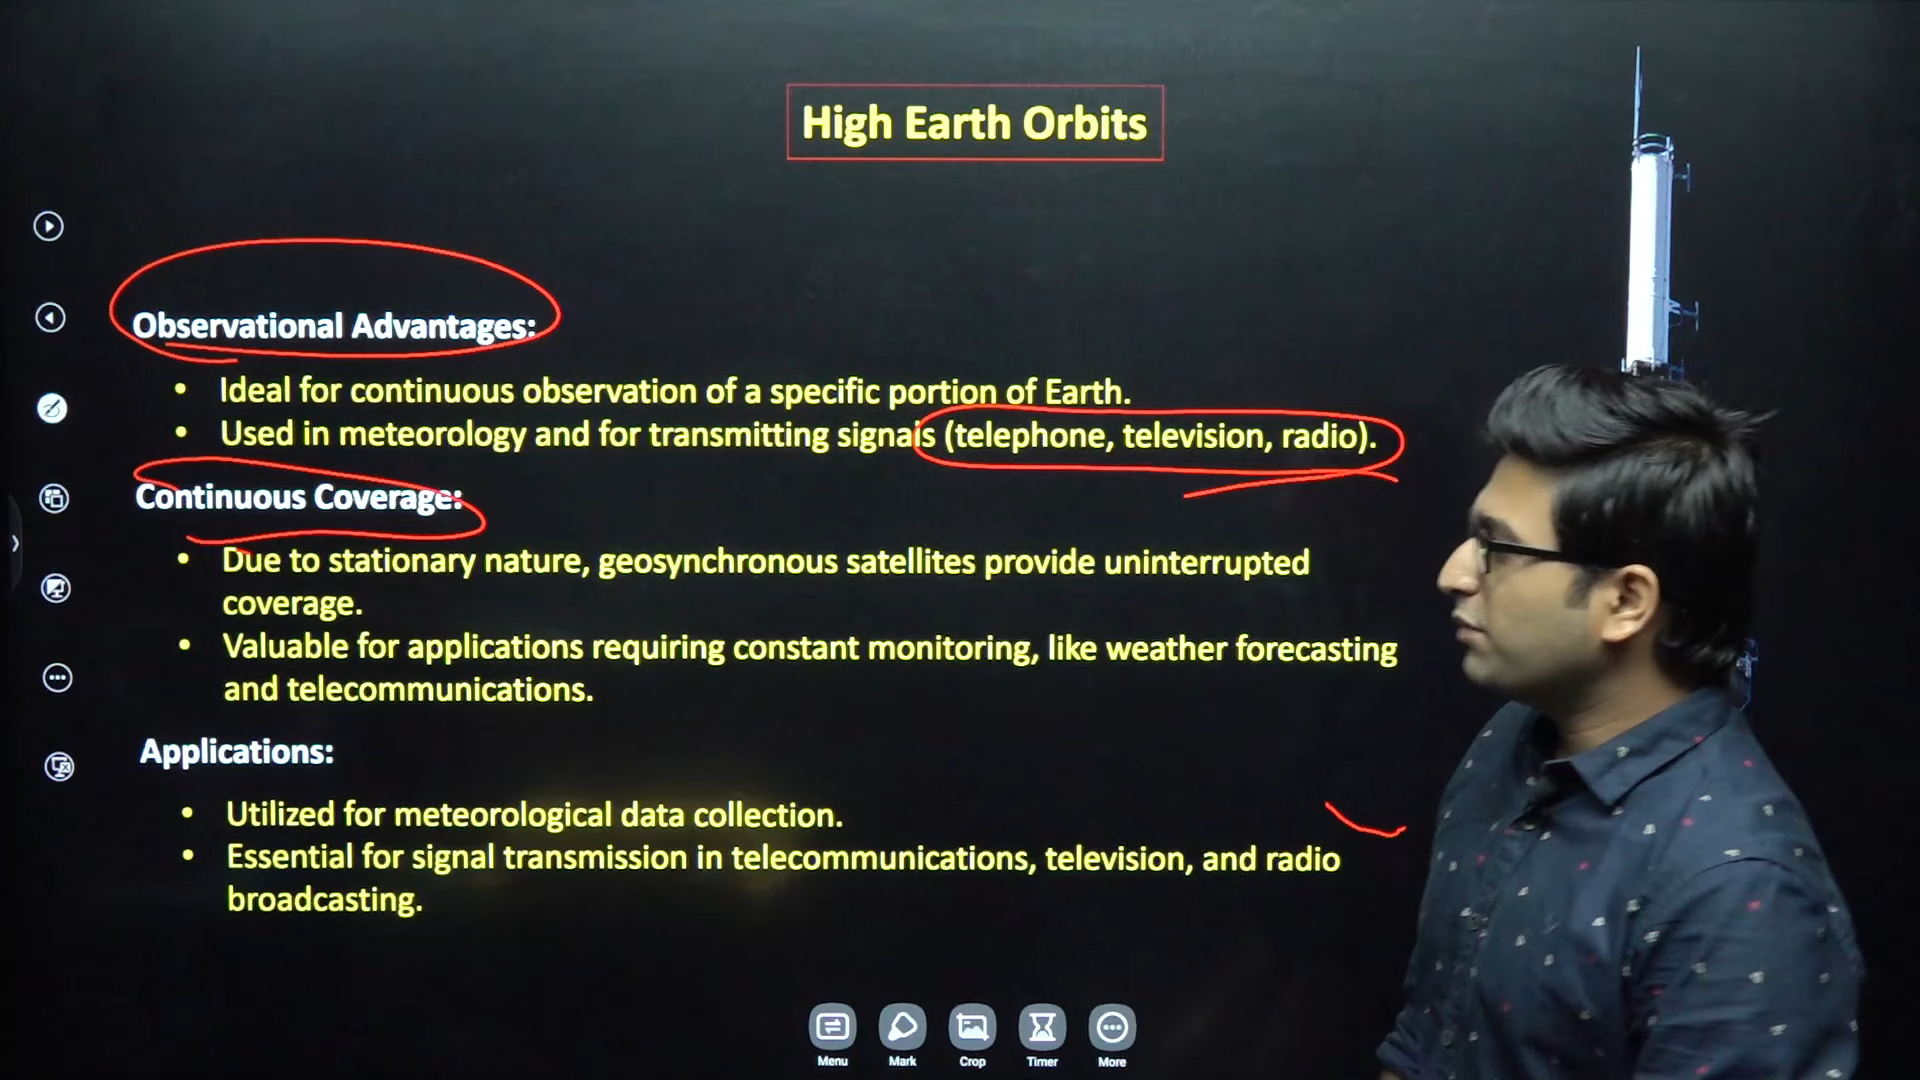 High Earth Orbits
Observational Advantages:
• Ideal for continuous observation of a specific portion of Earth.
• Used in meteorology and for transmitting signals (telephone, television, radio).
Continuous Coverage:
• Due to stationary nature, geosynchronous satellites provide uninterrupted
coverage.
• Valuable for applications requiring constant monitoring, like weather forecasting
and telecommunications.
Applications:
• Utilized for meteorological data collection.
• Essential for signal transmission in telecommunications, television, and radio
broadcasting.
Menu Mark Crop Timer More